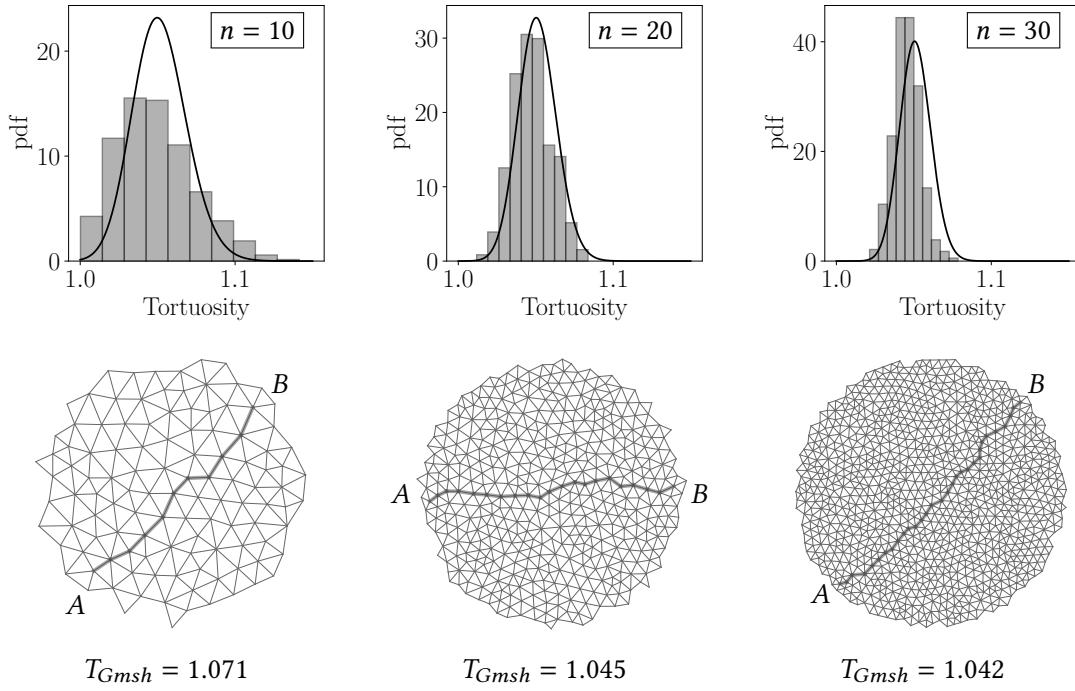 n = 10
20
10
0
pdf
1.0 1.1
Tortuosity
n = 20
30
20
10
0
pdf
1.0 1.1
Tortuosity
n = 30
40
20
0
pdf
1.0 1.1
Tortuosity
B
A
A
B
B
A
T_Gmsh = 1.071
T_Gmsh = 1.045
T_Gmsh = 1.042